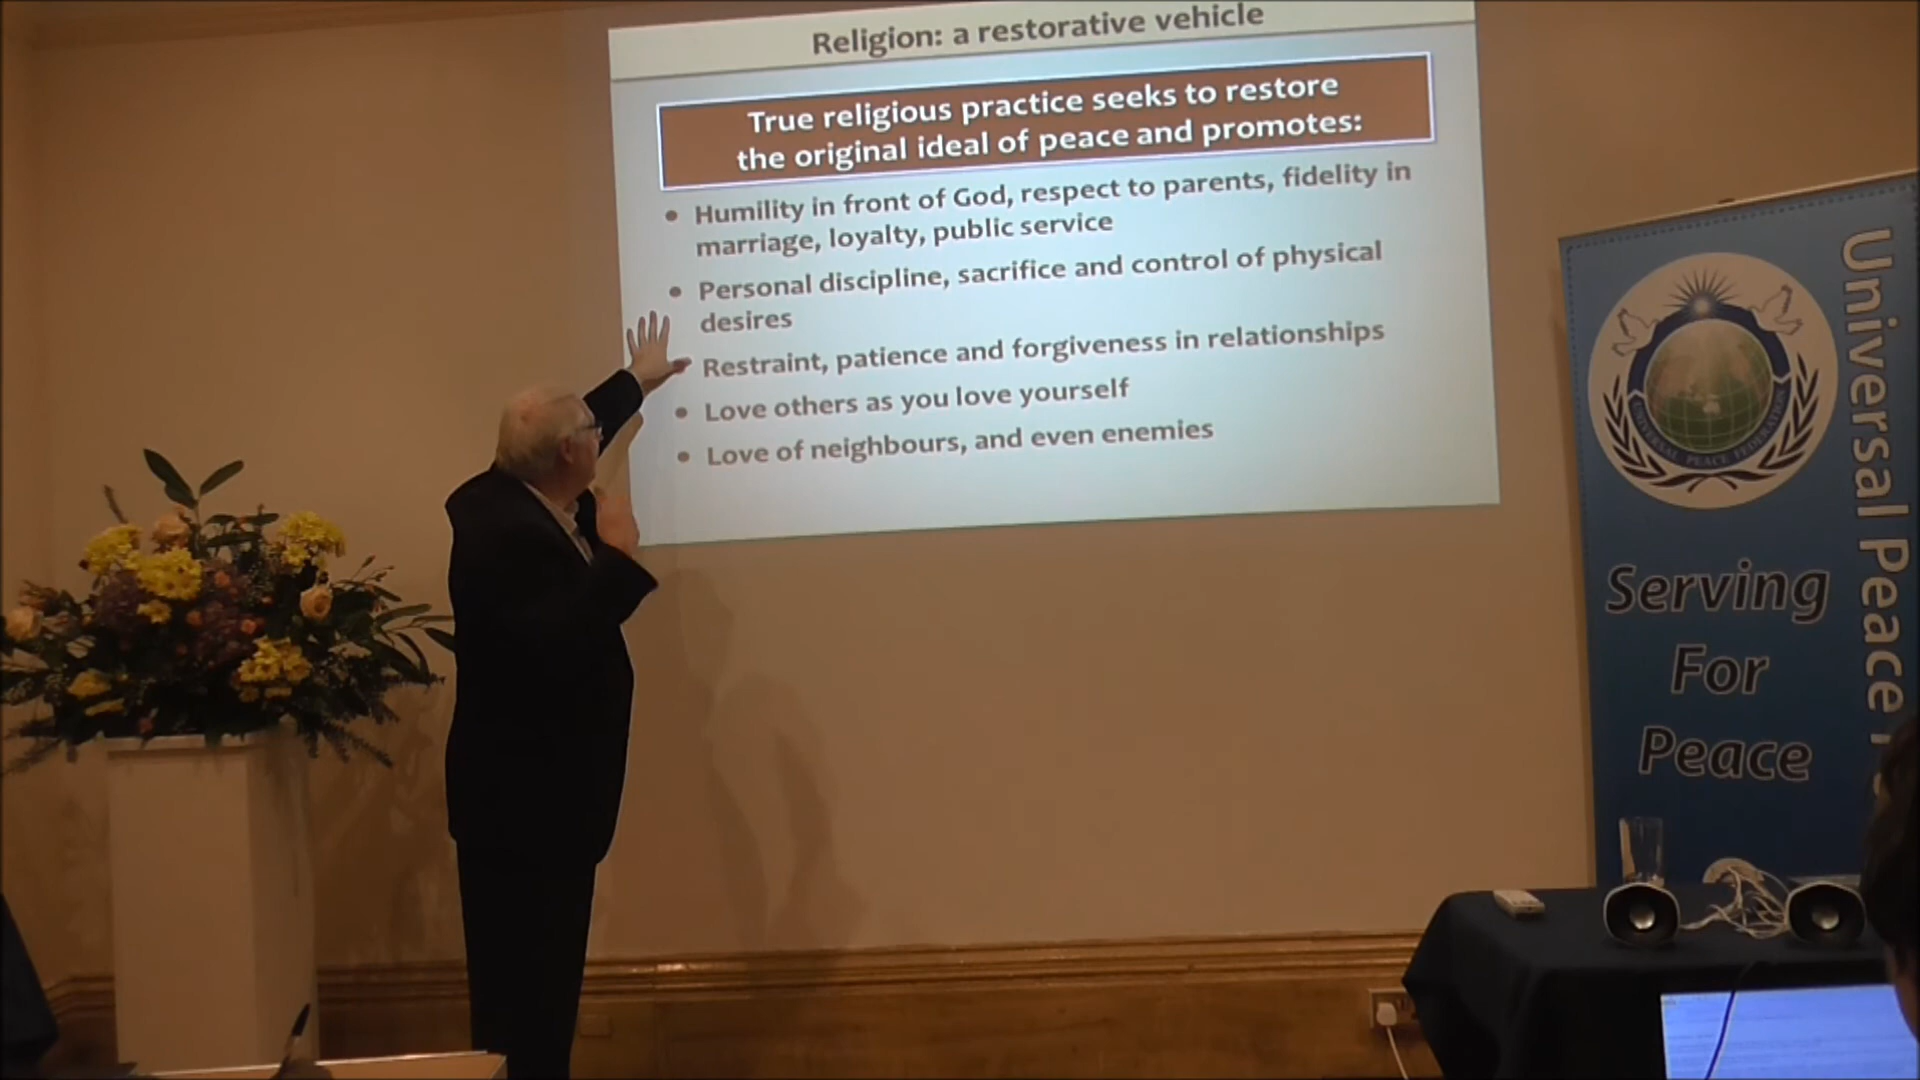 Religion: a restorative vehicle
True religious practice seeks to restore
the original ideal of peace and promotes:
• Humility in front of God, respect to parents, fidelity in
marriage, loyalty, public service
• Personal discipline, sacrifice and control of physical
desires
• Restraint, patience and forgiveness in relationships
• Love others as you love yourself
• Love of neighbours, and even enemies
Universal Peace
UNIVERSAL PEACE FEDERATION
Serving
For
Peace